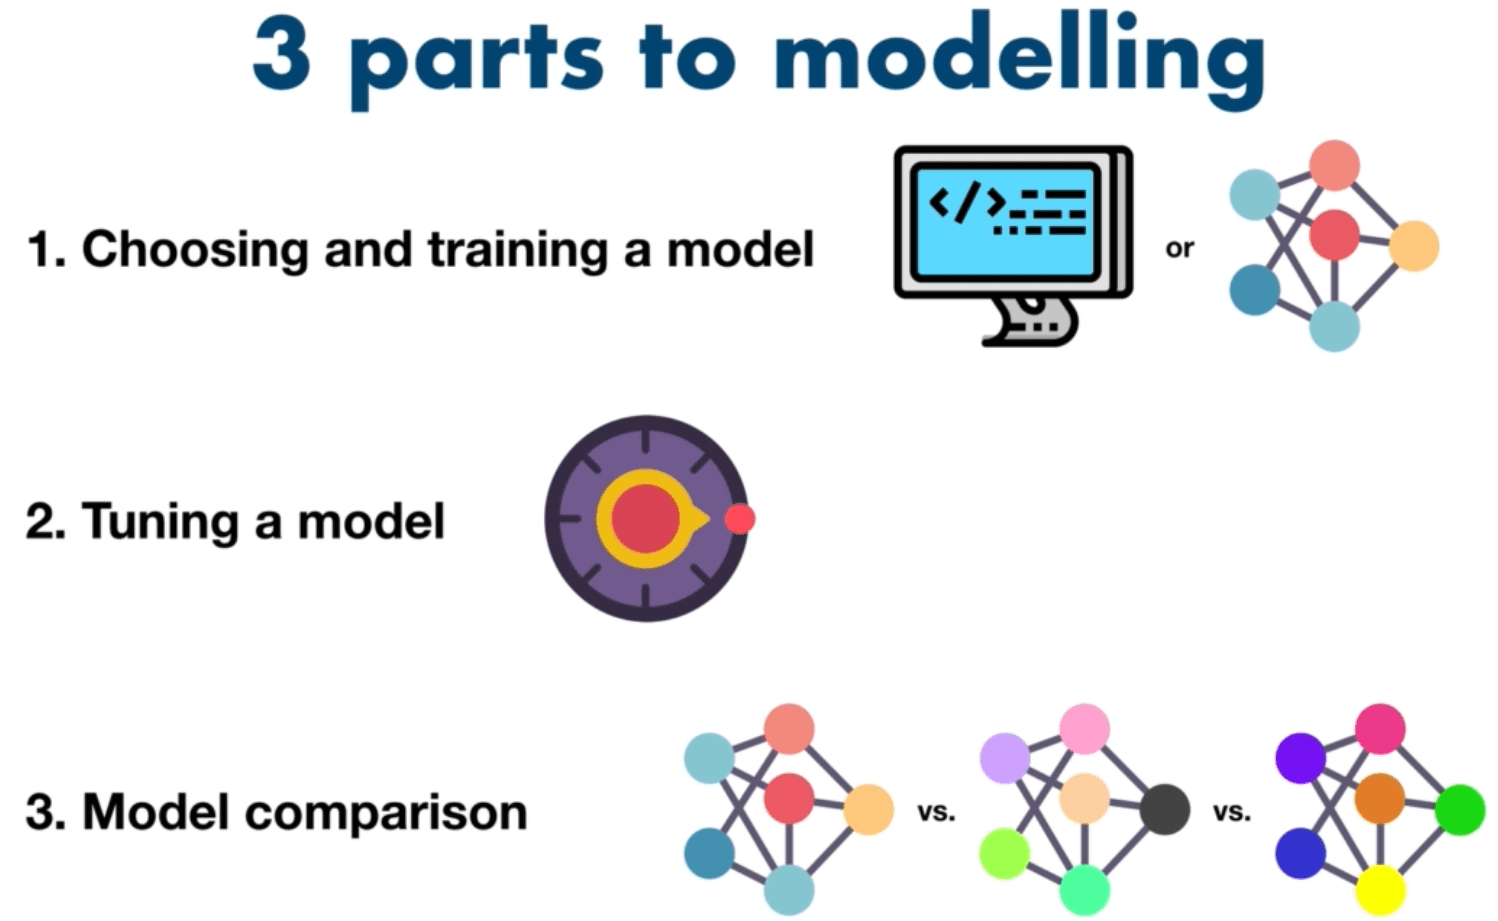 3 parts to modelling
1. Choosing and training a model
</>
or
2. Tuning a model
3. Model comparison
vs.
vs.